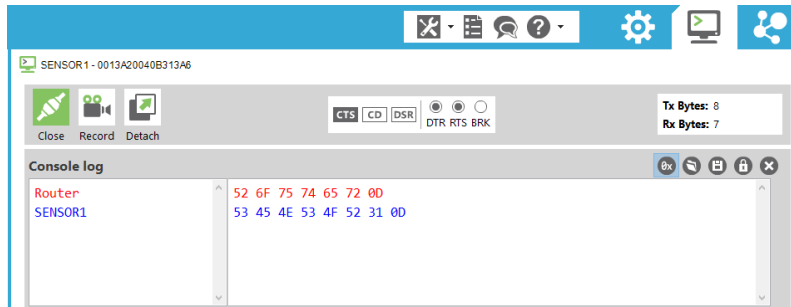 SENSOR1 - 0013A20040B313A6
Close Record Detach
CTS CD DSR DTR RTS BRK
Tx Bytes: 8
Rx Bytes: 7
Console log
0x
Router 52 6F 75 74 65 72 0D
SENSOR1 53 45 4E 53 4F 52 31 0D